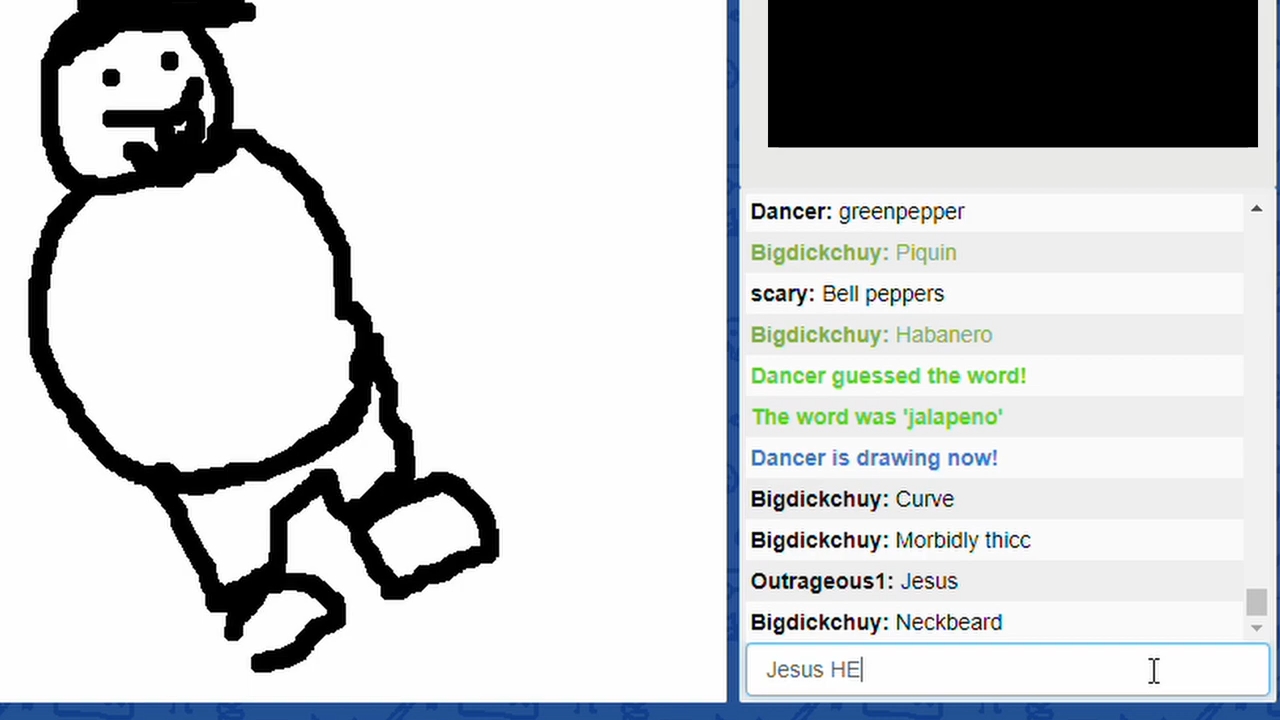 Dancer: greenpepper
Bigdickchuy: Piquin
scary: Bell peppers
Bigdickchuy: Habanero
Dancer guessed the word!
The word was 'jalapeno'
Dancer is drawing now!
Bigdickchuy: Curve
Bigdickchuy: Morbidly thicc
Outrageous1: Jesus
Bigdickchuy: Neckbeard
Jesus HE